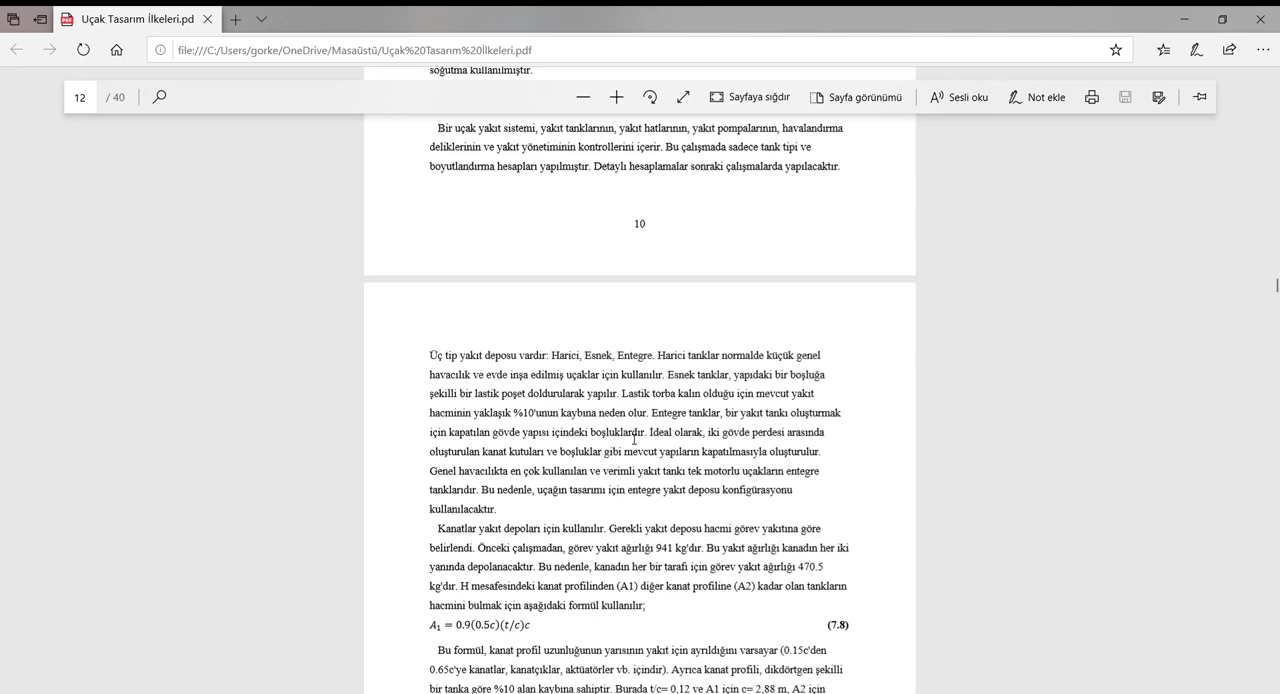 Uçak Tasarım İlkeleri.pd
file:///C:/Users/gorke/OneDrive/Masaüstü/Uçak%20Tasarım%20İlkeleri.pdf
soğutma kullanılmıştır.
12 / 40 Sayfaya sığdır Sayfa görünümü Sesli oku Not ekle
Bir uçak yakıt sistemi, yakıt tanklarının, yakıt hatlarının, yakıt pompalarının, havalandırma
deliklerinin ve yakıt yönetiminin kontrollerini içerir. Bu çalışmada sadece tank tipi ve
boyutlandırma hesapları yapılmıştır. Detaylı hesaplamalar sonraki çalışmalarda yapılacaktır.
10
Üç tip yakıt deposu vardır: Harici, Esnek, Entegre. Harici tanklar normalde küçük genel
havacılık ve evde inşa edilmiş uçaklar için kullanılır. Esnek tanklar, yapıdaki bir boşluğa
şekilli bir lastik poşet doldurularak yapılır. Lastik torba kalın olduğu için mevcut yakıt
hacminin yaklaşık %10'unun kaybına neden olur. Entegre tanklar, bir yakıt tankı oluşturmak
için kapatılan gövde yapısı içindeki boşluklardır. İdeal olarak, iki gövde perdesi arasında
oluşturulan kanat kutuları ve boşluklar gibi mevcut yapıların kapatılmasıyla oluşturulur.
Genel havacılıkta en çok kullanılan ve verimli yakıt tankı tek motorlu uçakların entegre
tanklarıdır. Bu nedenle, uçağın tasarımı için entegre yakıt deposu konfigürasyonu
kullanılacaktır.
Kanatlar yakıt depoları için kullanılır. Gerekli yakıt deposu hacmi görev yakıtına göre
belirlendi. Önceki çalışmadan, görev yakıt ağırlığı 941 kg'dır. Bu yakıt ağırlığı kanadın her iki
yanında depolanacaktır. Bu nedenle, kanadın her bir tarafı için görev yakıt ağırlığı 470.5
kg'dır. H mesafesindeki kanat profilinden (A1) diğer kanat profiline (A2) kadar olan tankların
hacmini bulmak için aşağıdaki formül kullanılır;
A₁ = 0.9(0.5c)(t/c)c (7.8)
Bu formül, kanat profil uzunluğunun yarısının yakıt için ayrıldığını varsayar (0.15c'den
0.65c'ye kanatlar, kanatçıklar, aktüatörler vb. içindir). Ayrıca kanat profili, dikdörtgen şekilli
bir tanka göre %10 alan kaybına sahiptir. Burada t/c= 0,12 ve A1 için c= 2,88 m, A2 için